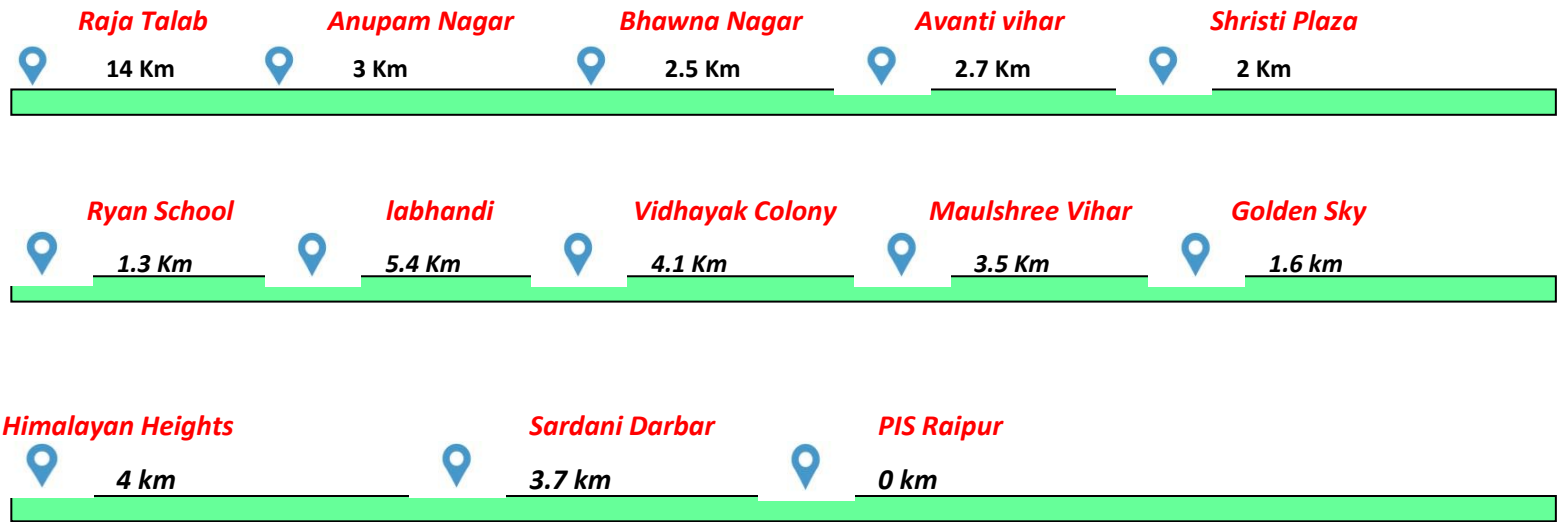 Raja Talab Anupam Nagar Bhawna Nagar Avanti vihar Shristi Plaza
14 Km 3 Km 2.5 Km 2.7 Km 2 Km
Ryan School labhandi Vidhayak Colony Maulshree Vihar Golden Sky
1.3 Km 5.4 Km 4.1 Km 3.5 Km 1.6 km
Himalayan Heights Sardani Darbar PIS Raipur
4 km 3.7 km 0 km